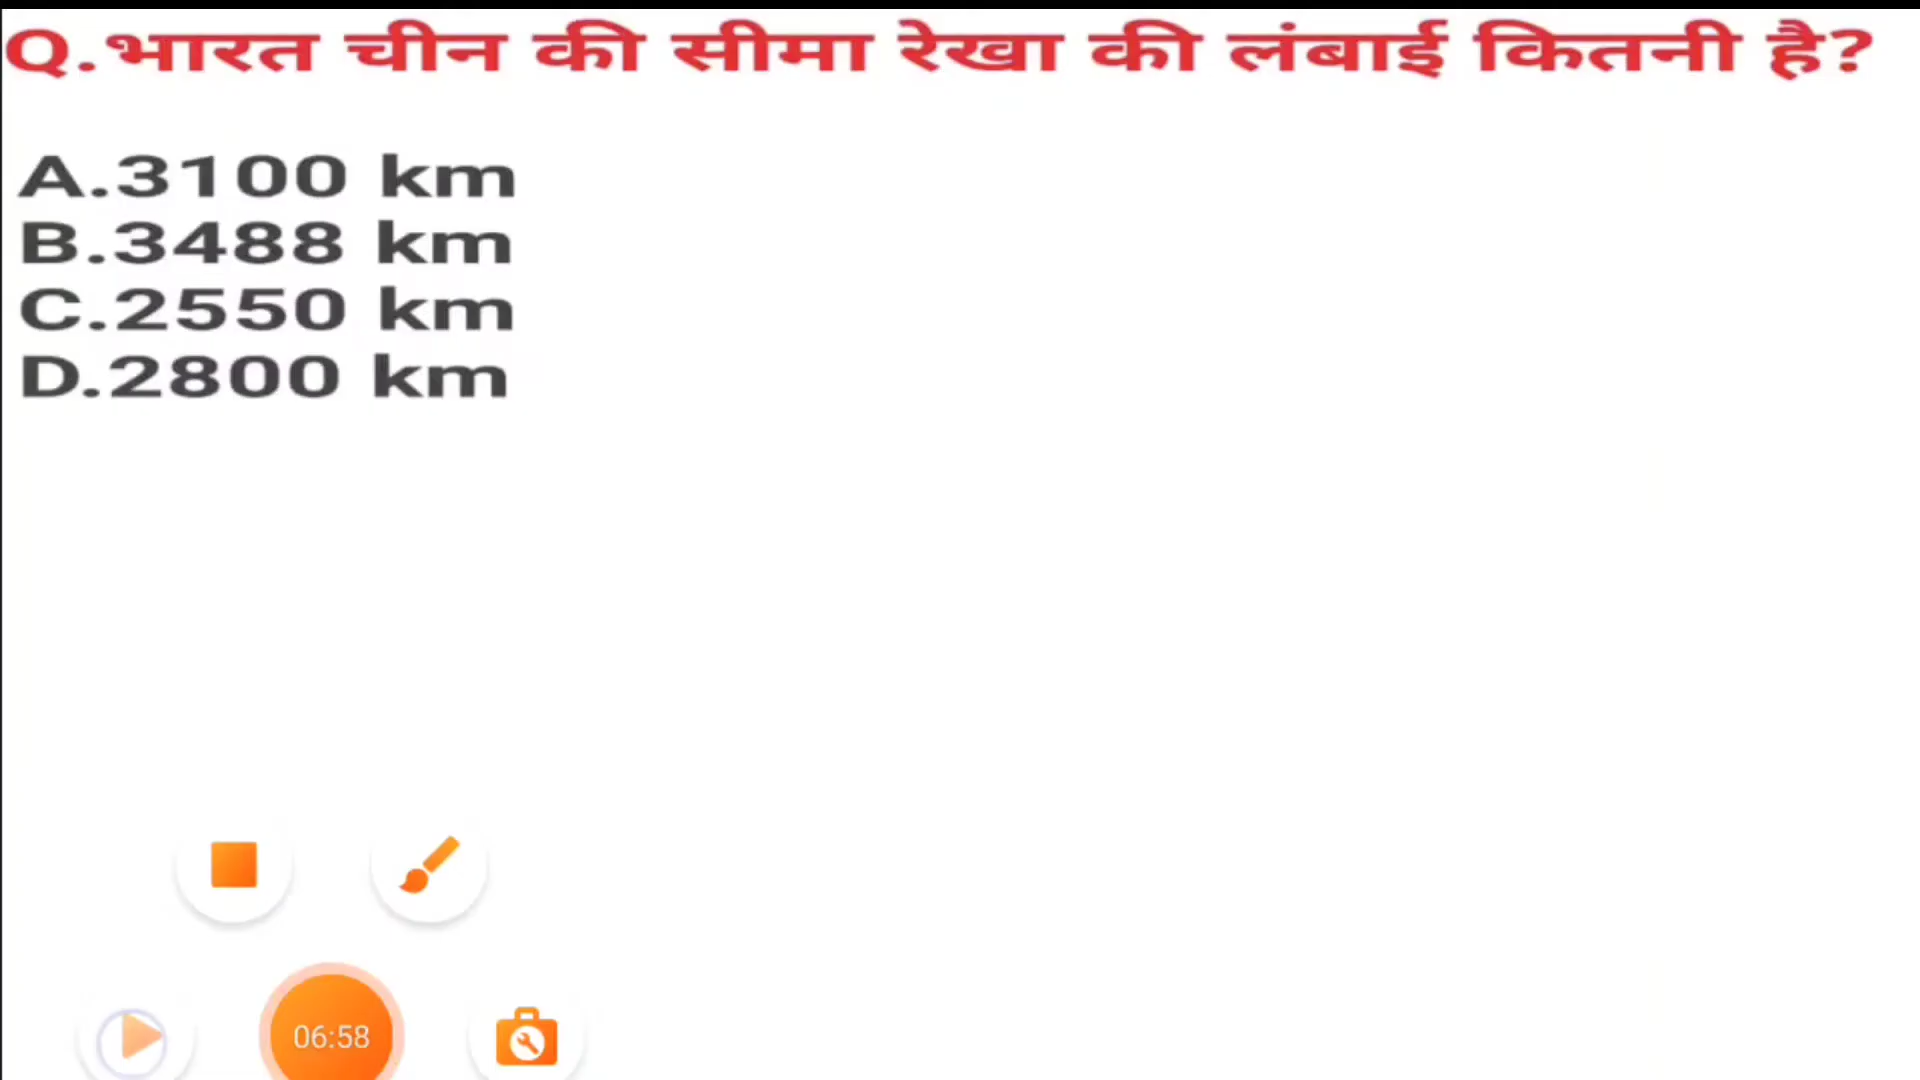 Q.भारत चीन की सीमा रेखा की लंबाई कितनी है?
A.3100 km
B.3488 km
C.2550 km
D.2800 km
06:58